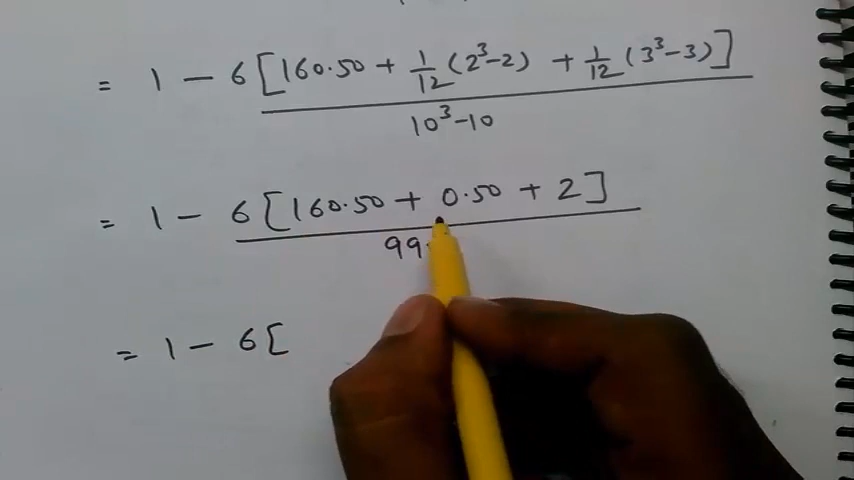 = 1 - 6[160.50 + 1/12 (2³-2) + 1/12 (3³-3)]
10³-10
= 1 - 6[160.50 + 0.50 + 2]
99
= 1 - 6[